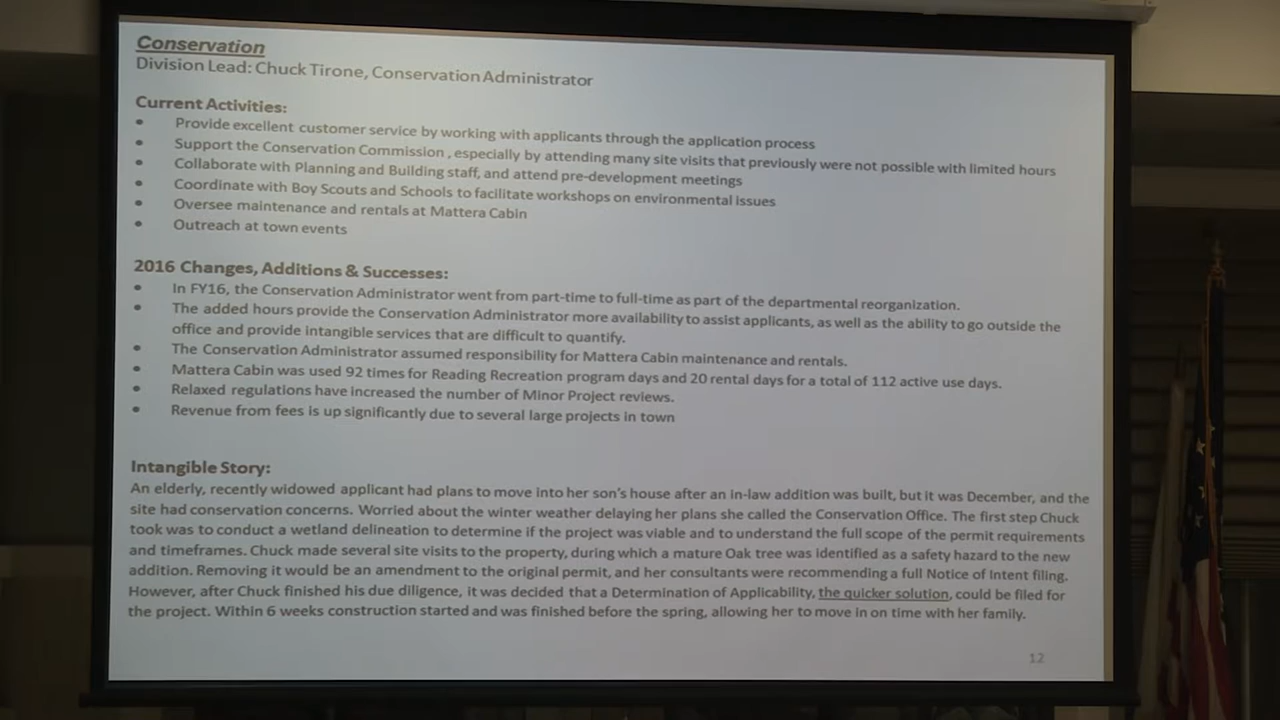 Conservation
Division Lead: Chuck Tirone, Conservation Administrator
Current Activities:
• Provide excellent customer service by working with applicants through the application process
• Support the Conservation Commission , especially by attending many site visits that previously were not possible with limited hours
• Collaborate with Planning and Building staff, and attend pre-development meetings
• Coordinate with Boy Scouts and Schools to facilitate workshops on environmental issues
• Oversee maintenance and rentals at Mattera Cabin
• Outreach at town events
2016 Changes, Additions & Successes:
• In FY16, the Conservation Administrator went from part-time to full-time as part of the departmental reorganization.
• The added hours provide the Conservation Administrator more availability to assist applicants, as well as the ability to go outside the
office and provide intangible services that are difficult to quantify.
• The Conservation Administrator assumed responsibility for Mattera Cabin maintenance and rentals.
• Mattera Cabin was used 92 times for Reading Recreation program days and 20 rental days for a total of 112 active use days.
• Relaxed regulations have increased the number of Minor Project reviews.
• Revenue from fees is up significantly due to several large projects in town
Intangible Story:
An elderly, recently widowed applicant had plans to move into her son's house after an in-law addition was built, but it was December, and the
site had conservation concerns. Worried about the winter weather delaying her plans she called the Conservation Office. The first step Chuck
took was to conduct a wetland delineation to determine if the project was viable and to understand the full scope of the permit requirements
and timeframes. Chuck made several site visits to the property, during which a mature Oak tree was identified as a safety hazard to the new
addition. Removing it would be an amendment to the original permit, and her consultants were recommending a full Notice of Intent filing.
However, after Chuck finished his due diligence, it was decided that a Determination of Applicability, the quicker solution, could be filed for
the project. Within 6 weeks construction started and was finished before the spring, allowing her to move in on time with her family.
12